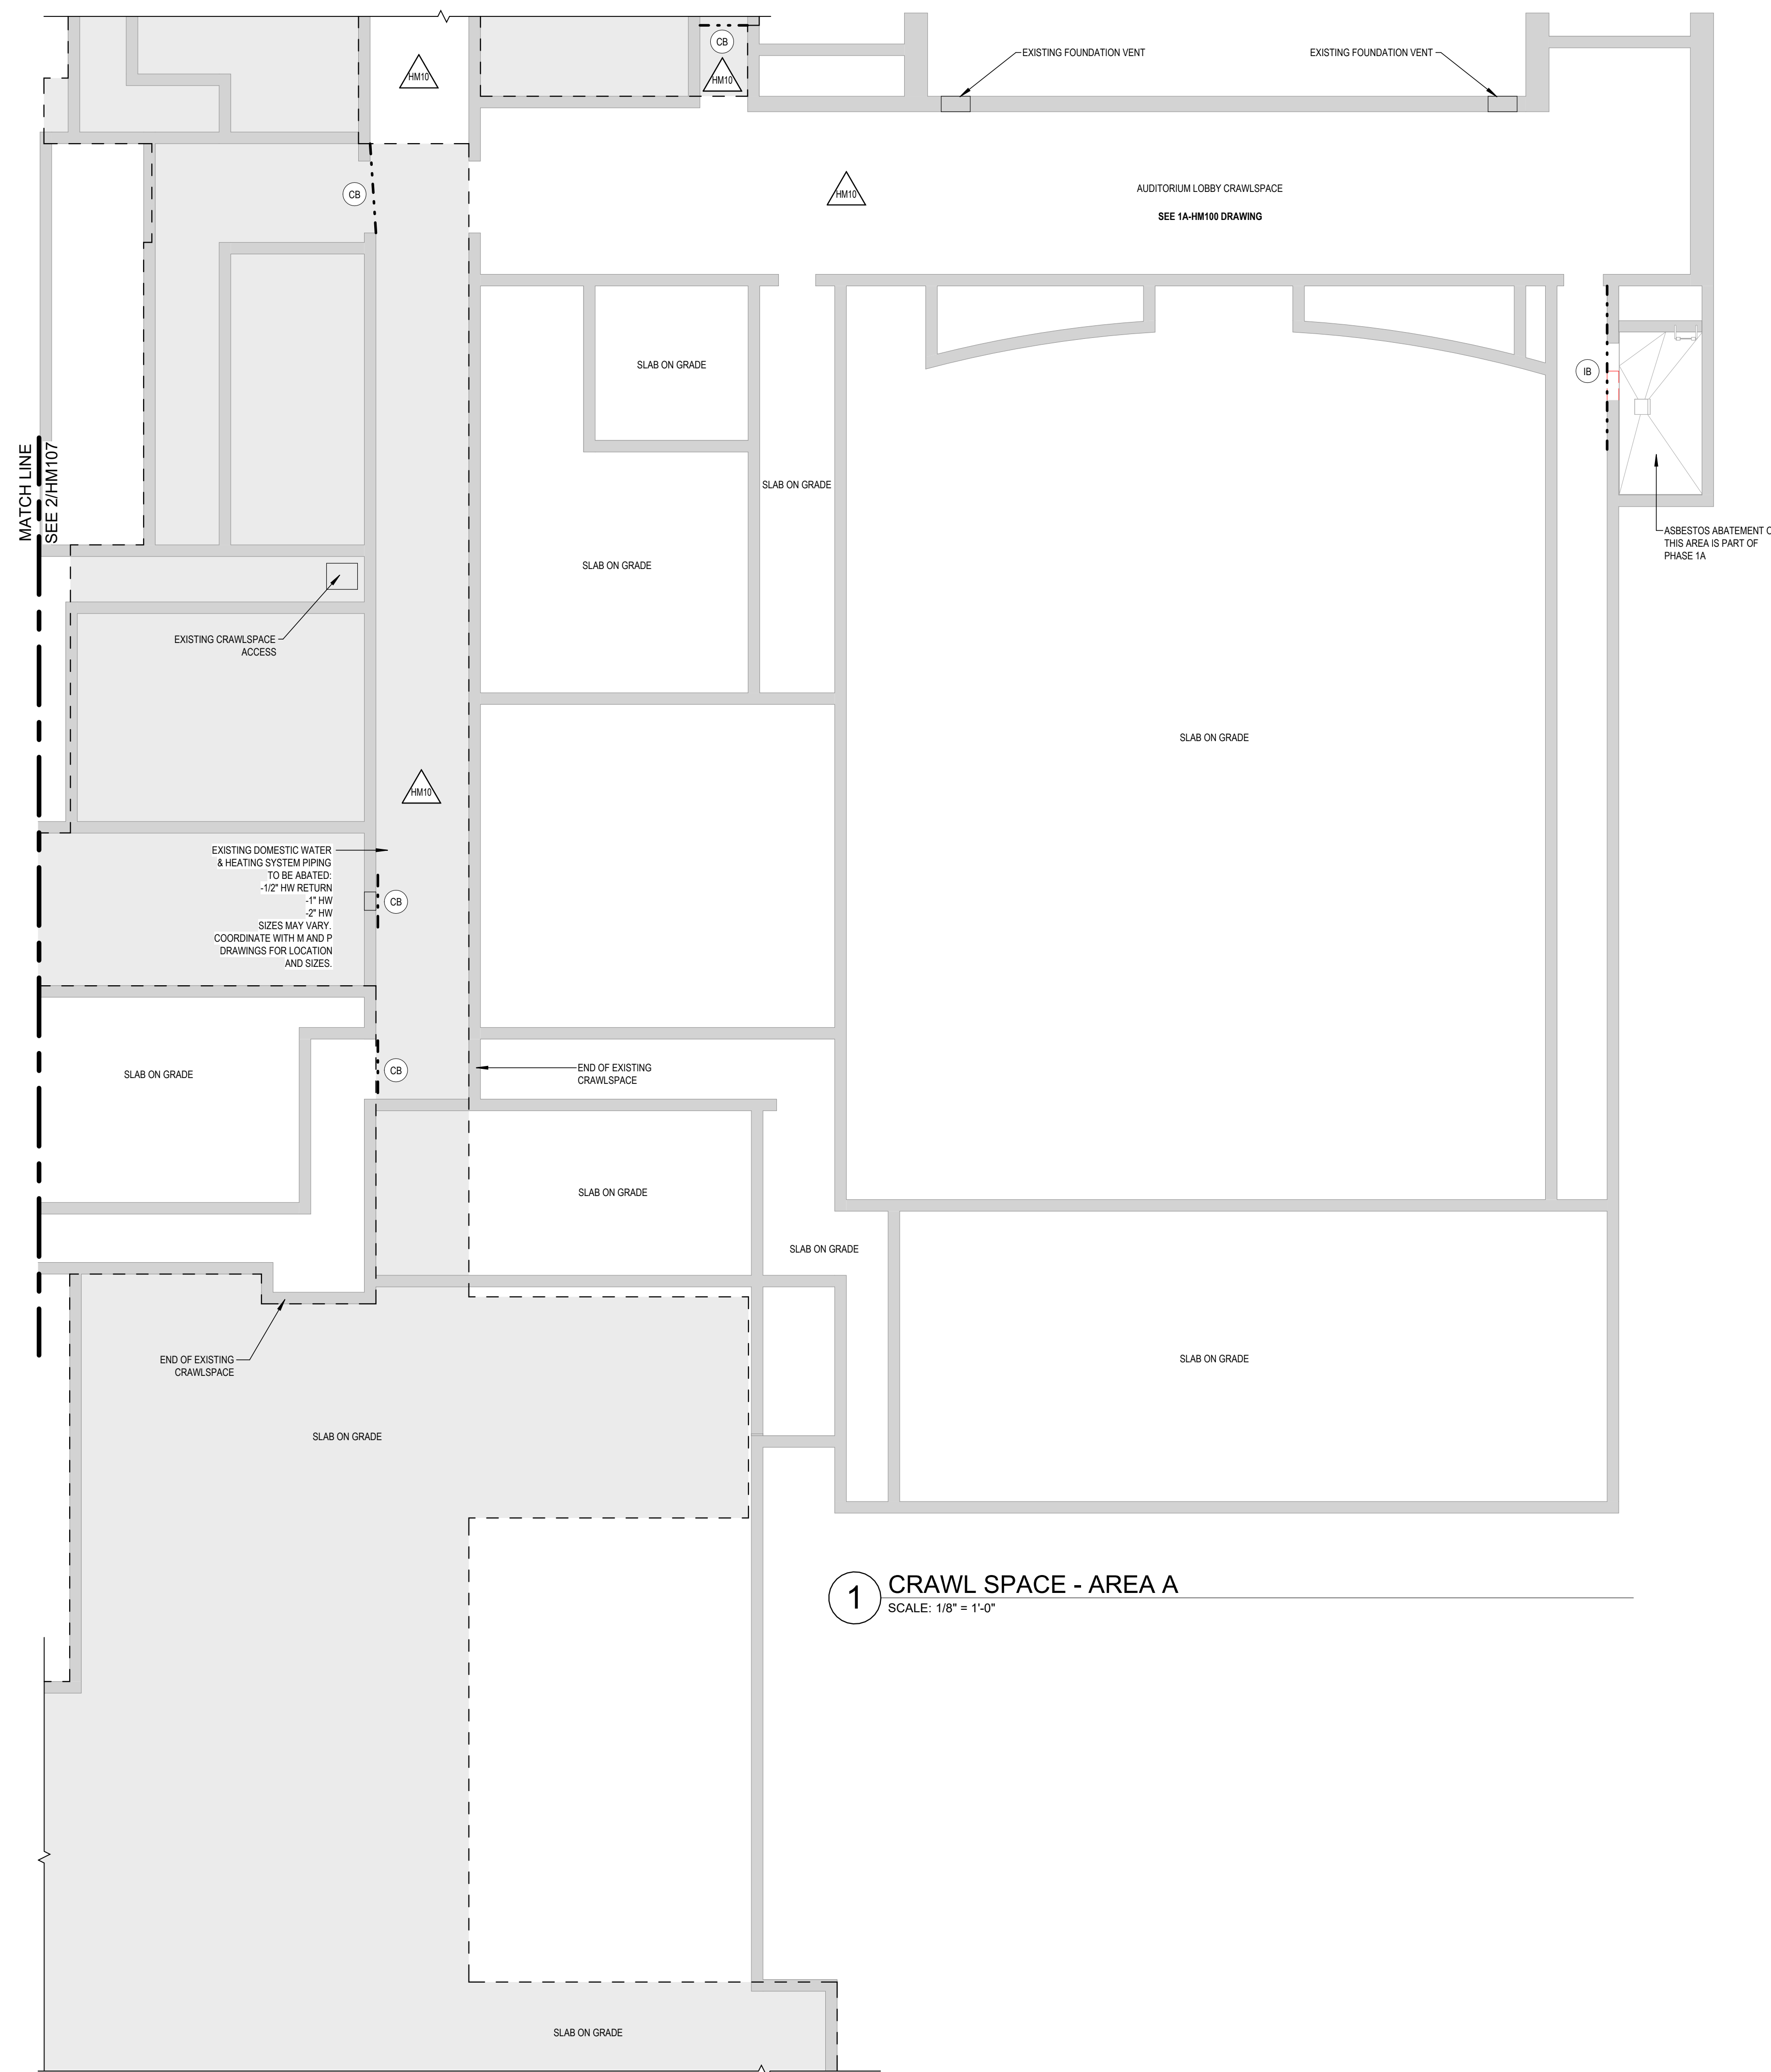 CB
HM10
HM10
EXISTING FOUNDATION VENT
EXISTING FOUNDATION VENT
CB
HM10
AUDITORIUM LOBBY CRAWLSPACE
SEE 1A-HM100 DRAWING
SLAB ON GRADE
IB
MATCH LINE
SEE 2/HM107
SLAB ON GRADE
ASBESTOS ABATEMENT
THIS AREA IS PART OF
PHASE 1A
SLAB ON GRADE
EXISTING CRAWLSPACE
ACCESS
SLAB ON GRADE
HM10
EXISTING DOMESTIC WATER
& HEATING SYSTEM PIPING
TO BE ABATED:
-1/2" HW RETURN
-1" HW
-2" HW
SIZES MAY VARY.
COORDINATE WITH M AND P
DRAWINGS FOR LOCATION
AND SIZES.
CB
CB
SLAB ON GRADE
END OF EXISTING
CRAWLSPACE
SLAB ON GRADE
SLAB ON GRADE
END OF EXISTING
CRAWLSPACE
SLAB ON GRADE
SLAB ON GRADE
1
CRAWL SPACE - AREA A
SCALE: 1/8" = 1'-0"
SLAB ON GRADE